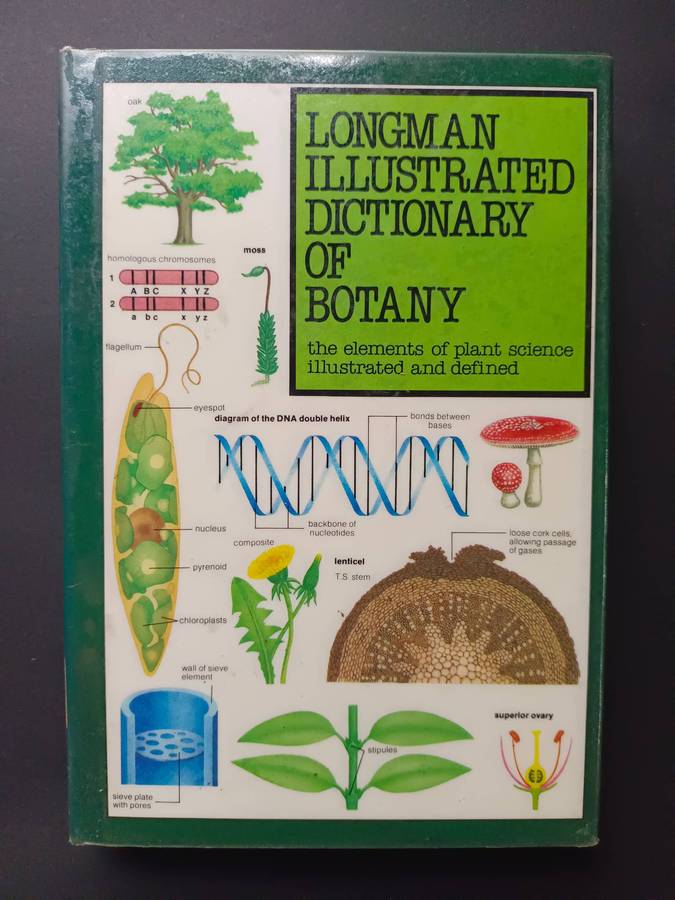 oak
LONGMAN
ILLUSTRATED
DICTIONARY
OF
BOTANY
the elements of plant science
illustrated and defined
homologous chromosomes
1
A B C X Y Z
2
a b c x y z
moss
flagellum
eyespot
nucleus
pyrenoid
chloroplasts
diagram of the DNA double helix
bonds between
bases
backbone of
nucleotides
composite
lenticel
T.S. stem
loose cork cells,
allowing passage
of gases
wall of sieve
element
sieve plate
with pores
stipules
superior ovary